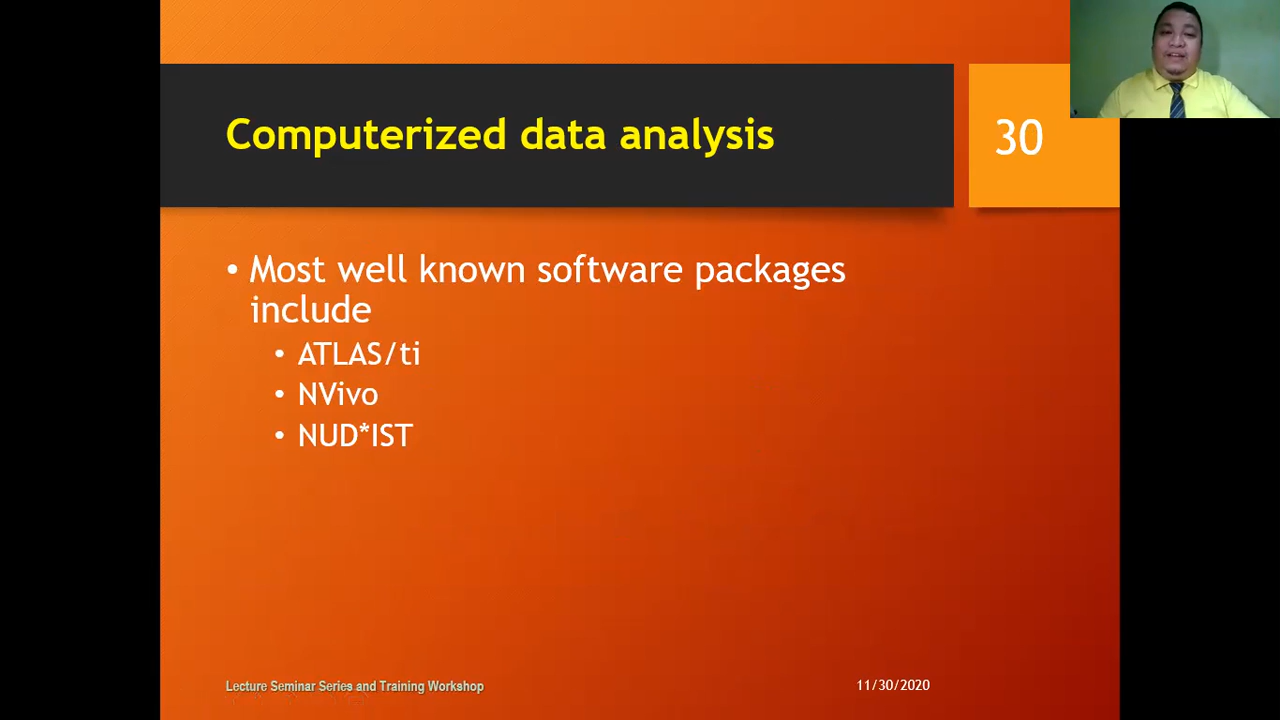 Computerized data analysis
30
• Most well known software packages
include
• ATLAS/ti
• NVivo
• NUD*IST
Lecture Seminar Series and Training Workshop
11/30/2020